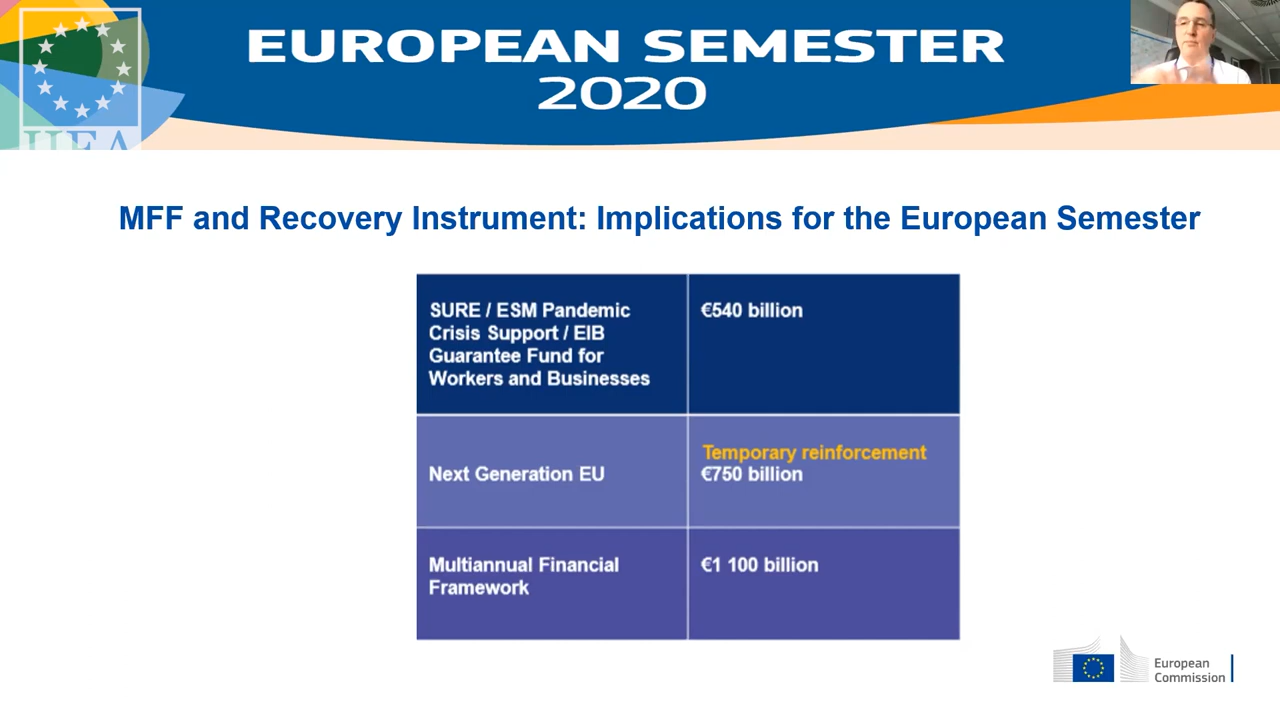 EUROPEAN SEMESTER
2020
MFF and Recovery Instrument: Implications for the European Semester
SURE / ESM Pandemic
Crisis Support / EIB
Guarantee Fund for
Workers and Businesses
€540 billion
Next Generation EU
Temporary reinforcement
€750 billion
Multiannual Financial
Framework
€1 100 billion
European
Commission